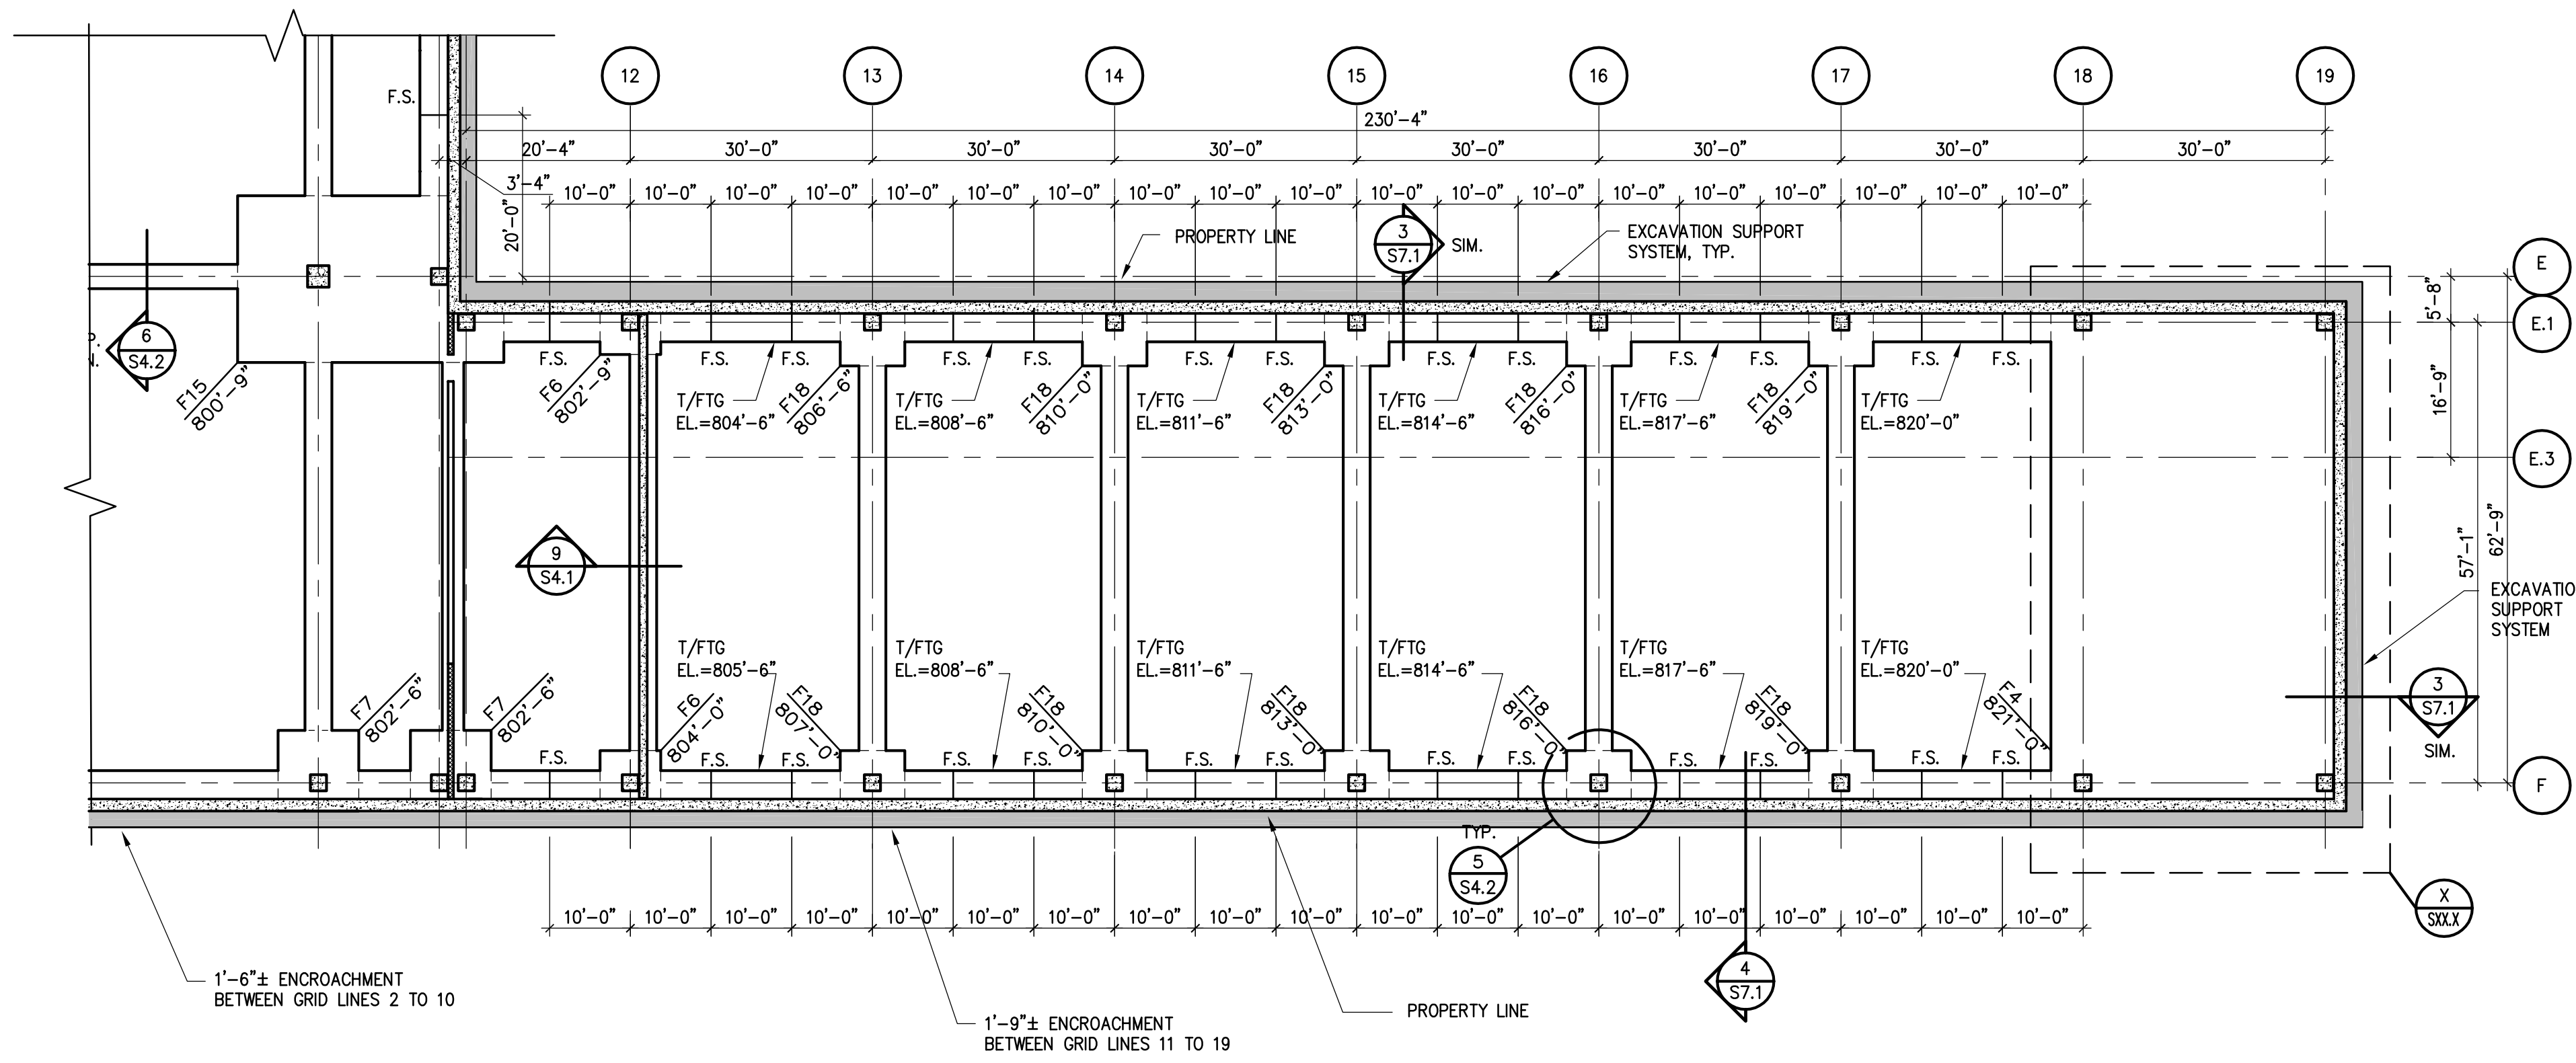 12
13
14
15
16
17
18
19
F.S.
230'-4"
20'-4"
30'-0"
30'-0"
30'-0"
30'-0"
30'-0"
30'-0"
30'-0"
3'-4"
20'-0"
10'-0" 10'-0" 10'-0" 10'-0" 10'-0" 10'-0" 10'-0" 10'-0" 10'-0" 10'-0" 10'-0" 10'-0" 10'-0" 10'-0" 10'-0" 10'-0" 10'-0" 10'-0" 10'-0"
PROPERTY LINE
3
S7.1
SIM.
EXCAVATION SUPPORT
SYSTEM, TYP.
E
5'-8"
E.1
16'-9"
E.3
6
S4.2
F15
800'-9"
F.S.
F6
802'-9"
F.S.
F.S.
T/FTG
EL.=804'-6"
F18
806'-6"
F.S.
F.S.
T/FTG
EL.=808'-6"
F18
810'-0"
F.S.
F.S.
T/FTG
EL.=811'-6"
F18
813'-0"
F.S.
F.S.
T/FTG
EL.=814'-6"
F18
816'-0"
F.S.
F.S.
T/FTG
EL.=817'-6"
F18
819'-0"
F.S.
F.S.
T/FTG
EL.=820'-0"
9
S4.1
57'-1"
62'-9"
EXCAVATIO
SUPPORT
SYSTEM
F7
802'-6"
F7
802'-6"
F.S.
T/FTG
EL.=805'-6"
F6
804'-0"
F.S.
F.S.
F18
807'-0"
T/FTG
EL.=808'-6"
F.S.
F.S.
F18
810'-0"
T/FTG
EL.=811'-6"
F.S.
F.S.
F18
813'-0"
T/FTG
EL.=814'-6"
F.S.
F.S.
F18
816'-0"
T/FTG
EL.=817'-6"
F.S.
F.S.
F18
819'-0"
T/FTG
EL.=820'-0"
F.S.
F.S.
F4
821'-0"
3
S7.1
SIM.
F
TYP.
5
S4.2
10'-0" 10'-0" 10'-0" 10'-0" 10'-0" 10'-0" 10'-0" 10'-0" 10'-0" 10'-0" 10'-0" 10'-0" 10'-0" 10'-0" 10'-0" 10'-0" 10'-0" 10'-0" 10'-0"
X
SXX.X
4
S7.1
1'-6"± ENCROACHMENT
BETWEEN GRID LINES 2 TO 10
1'-9"± ENCROACHMENT
BETWEEN GRID LINES 11 TO 19
PROPERTY LINE